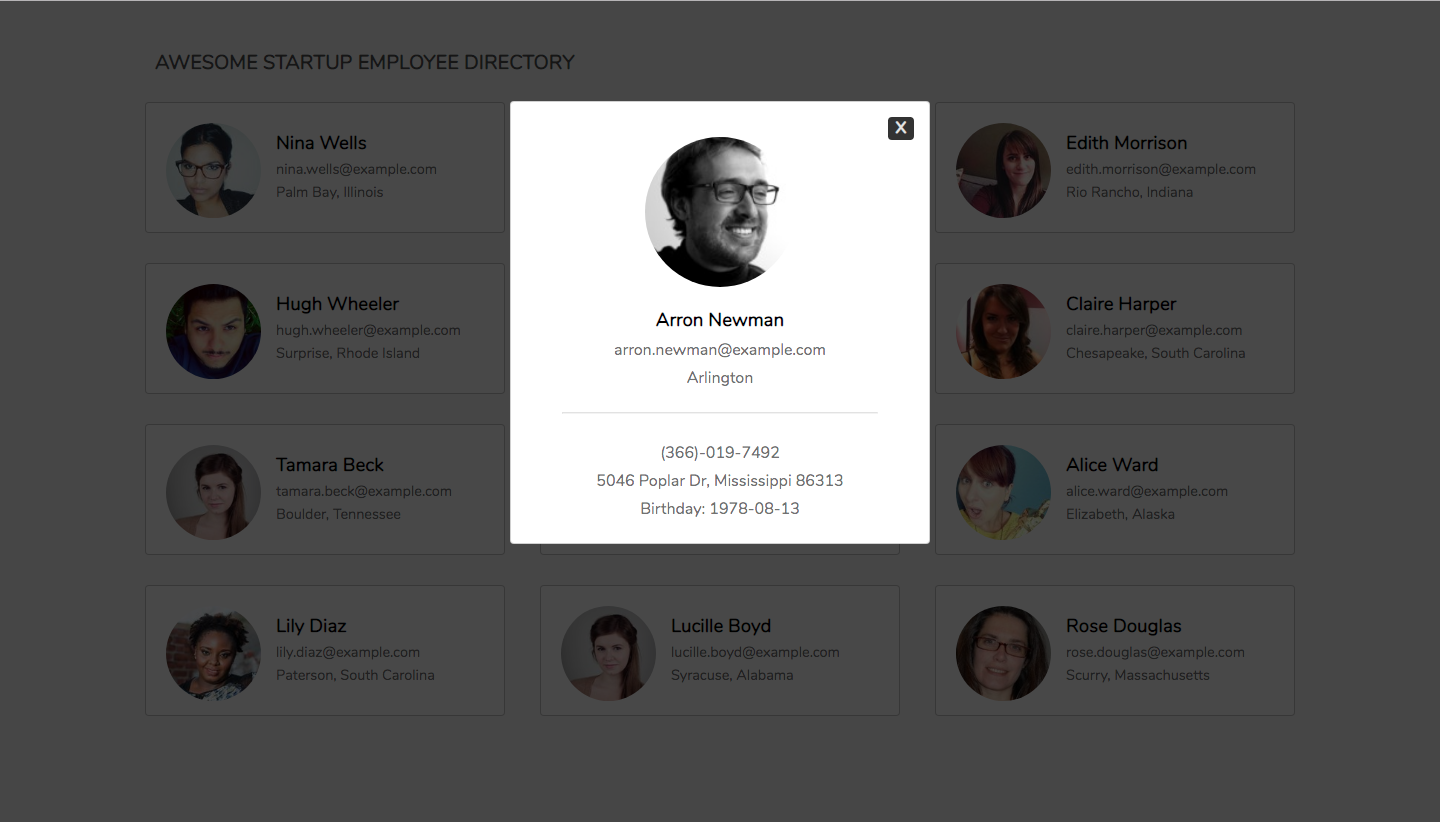 AWESOME STARTUP EMPLOYEE DIRECTORY
Nina Wells
nina.wells@example.com
Palm Bay, Illinois
X
Arron Newman
arron.newman@example.com
Arlington
(366)-019-7492
5046 Poplar Dr, Mississippi 86313
Birthday: 1978-08-13
Edith Morrison
edith.morrison@example.com
Rio Rancho, Indiana
Hugh Wheeler
hugh.wheeler@example.com
Surprise, Rhode Island
Claire Harper
claire.harper@example.com
Chesapeake, South Carolina
Tamara Beck
tamara.beck@example.com
Boulder, Tennessee
Alice Ward
alice.ward@example.com
Elizabeth, Alaska
Lily Diaz
lily.diaz@example.com
Paterson, South Carolina
Lucille Boyd
lucille.boyd@example.com
Syracuse, Alabama
Rose Douglas
rose.douglas@example.com
Scurry, Massachusetts